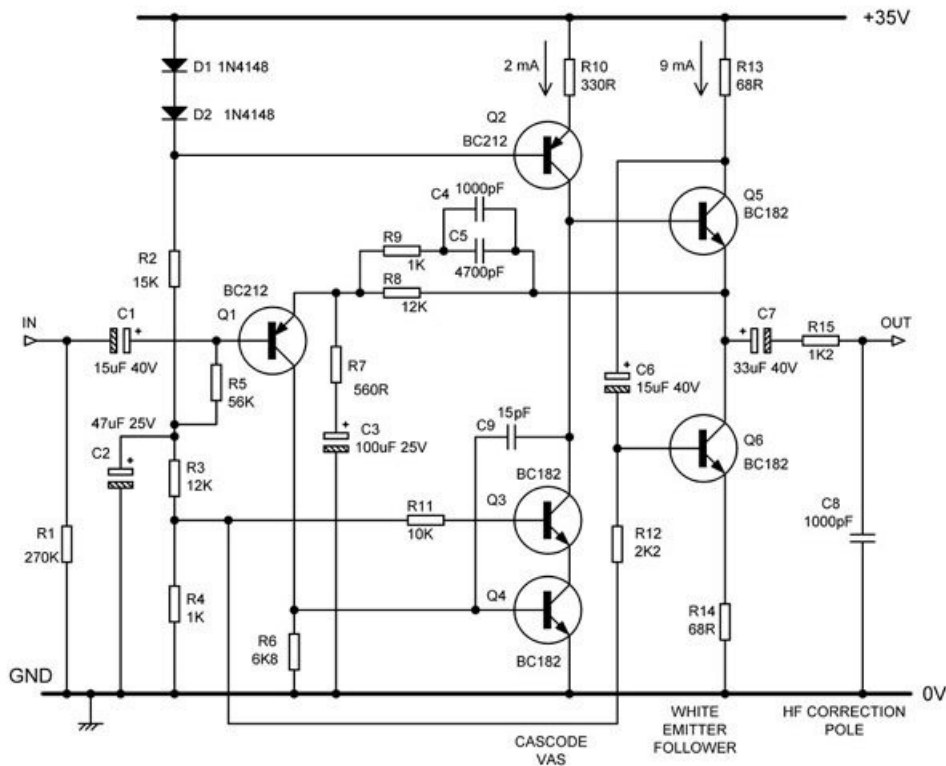 +35V
D1 1N4148
D2 1N4148
2 mA
R10
330R
9 mA
R13
68R
Q2
BC212
C4
1000pF
Q5
BC182
R9
1K
C5
4700pF
R2
15K
R8
12K
BC212
Q1
IN
C1
+
15uF 40V
R5
56K
R7
560R
C7
+
33uF 40V
R15
1K2
OUT
+
C6
15uF 40V
47uF 25V
C2
+
C3
+
100uF 25V
C9
15pF
Q6
BC182
R3
12K
BC182
Q3
R11
10K
R12
2K2
C8
1000pF
R1
270K
R4
1K
Q4
BC182
R6
6K8
R14
68R
GND
0V
CASCODE
VAS
WHITE
EMITTER
FOLLOWER
HF CORRECTION
POLE